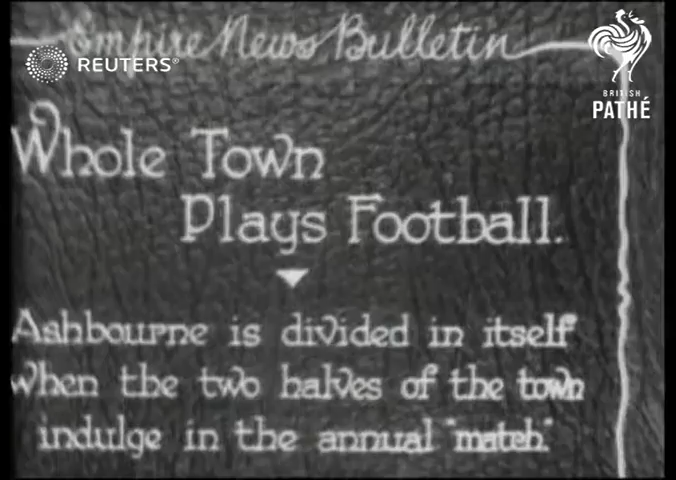 Empire News Bulletin
REUTERS®
BRITISH
PATHÉ
Whole Town
Plays Football.
Ashbourne is divided in itself
when the two halves of the town
indulge in the annual "match."